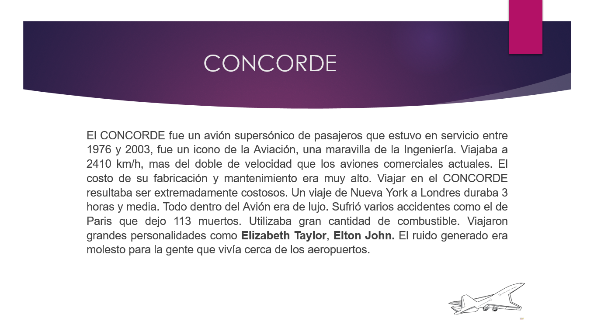 CONCORDE
El CONCORDE fue un avión supersónico de pasajeros que estuvo en servicio entre
1976 y 2003, fue un icono de la Aviación, una maravilla de la Ingeniería. Viajaba a
2410 km/h, mas del doble de velocidad que los aviones comerciales actuales. El
costo de su fabricación y mantenimiento era muy alto. Viajar en el CONCORDE
resultaba ser extremadamente costosos. Un viaje de Nueva York a Londres duraba 3
horas y media. Todo dentro del Avión era de lujo. Sufrió varios accidentes como el de
Paris que dejo 113 muertos. Utilizaba gran cantidad de combustible. Viajaron
grandes personalidades como Elizabeth Taylor, Elton John. El ruido generado era
molesto para la gente que vivía cerca de los aeropuertos.